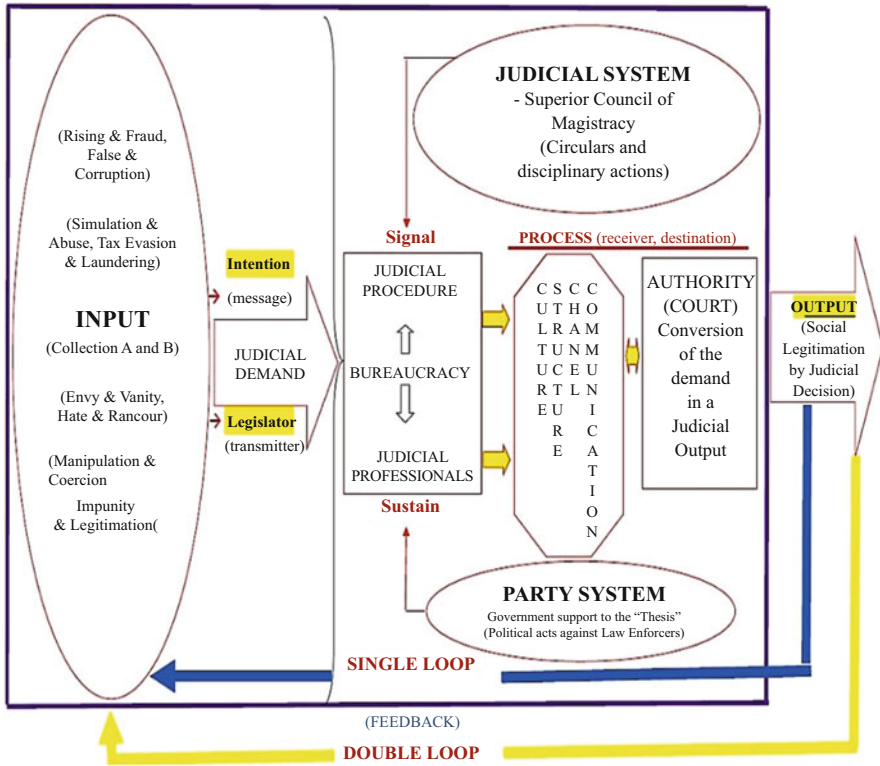 (Rising & Fraud,
False &
Corruption)
(Simulation &
Abuse, Tax Evasion
& Laundering)
INPUT
(Collection A and B)
(Envy & Vanity,
Hate & Rancour)
(Manipulation &
Coercion
Impunity
& Legitimation(
Intention
(message)
JUDICIAL
DEMAND
Legislator
(transmitter)
JUDICIAL SYSTEM
- Superior Council of
Magistracy
(Circulars and
disciplinary actions)
Signal
JUDICIAL
PROCEDURE
BUREAUCRACY
JUDICIAL
PROFESSIONALS
Sustain
PROCESS (receiver, destination)
CULTURE
STRUCTURE
CHANEL
COMMUNICATION
AUTHORITY
(COURT)
Conversion
of the
demand
in a
Judicial
Output
OUTPUT
(Social
Legitimation
by Judicial
Decision)
PARTY SYSTEM
Government support to the “Thesis”
(Political acts against Law Enforcers)
SINGLE LOOP
(FEEDBACK)
DOUBLE LOOP